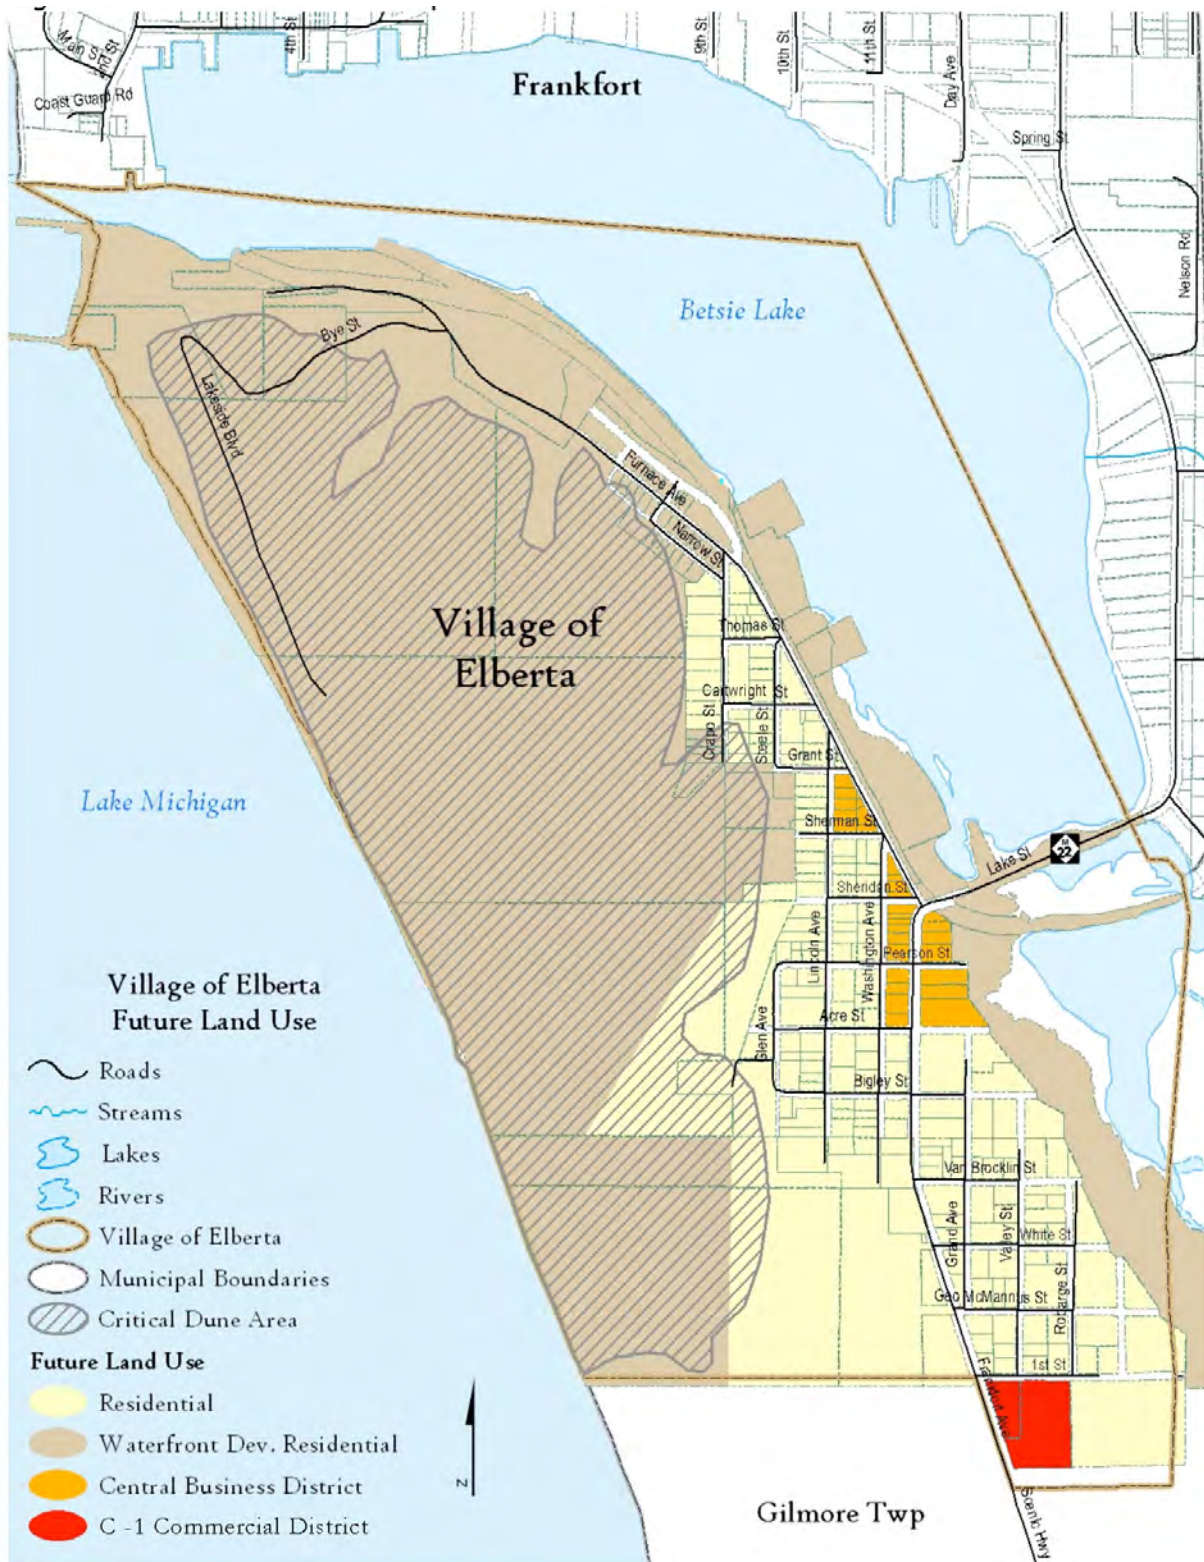 Main St
2nd St
4th St
9th St
10th St
11th St
Day Ave
Coast Guard Rd
Frankfort
Spring St
Nelson Rd
Betsie Lake
Bye St
Lakeside Blvd
Furnace Ave
Narrow St
Village of
Elberta
Thomas St
Cartwright St
Crapo St
Steele St
Grant St
Lake Michigan
Sherman St
M
22
Lake St
Sheridan St
Lincoln Ave
Washington Ave
Pearson St
Acre St
Glen Ave
Bigley St
Van Brocklin St
Grand Ave
Valley St
White St
Geo McMannus St
Robarge St
1st St
Frankfort Ave
Scenic Hwy
Gilmore Twp
Village of Elberta
Future Land Use
Roads
Streams
Lakes
Rivers
Village of Elberta
Municipal Boundaries
Critical Dune Area
Future Land Use
Residential
Waterfront Dev. Residential
Central Business District
C -1 Commercial District
N